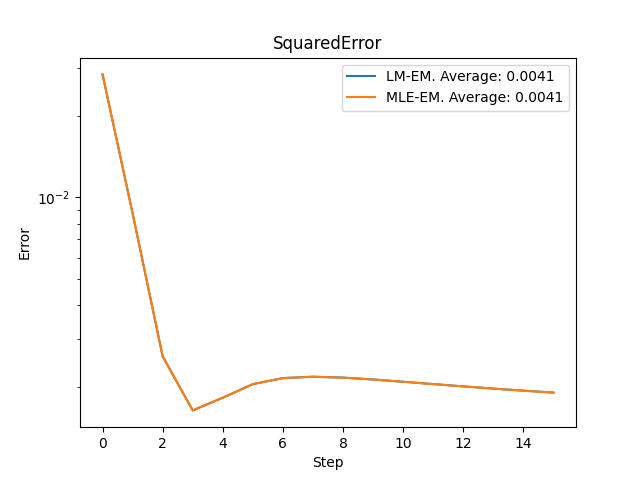 SquaredError
LM-EM. Average: 0.0041
MLE-EM. Average: 0.0041
10⁻²
Error
0 2 4 6 8 10 12 14
Step